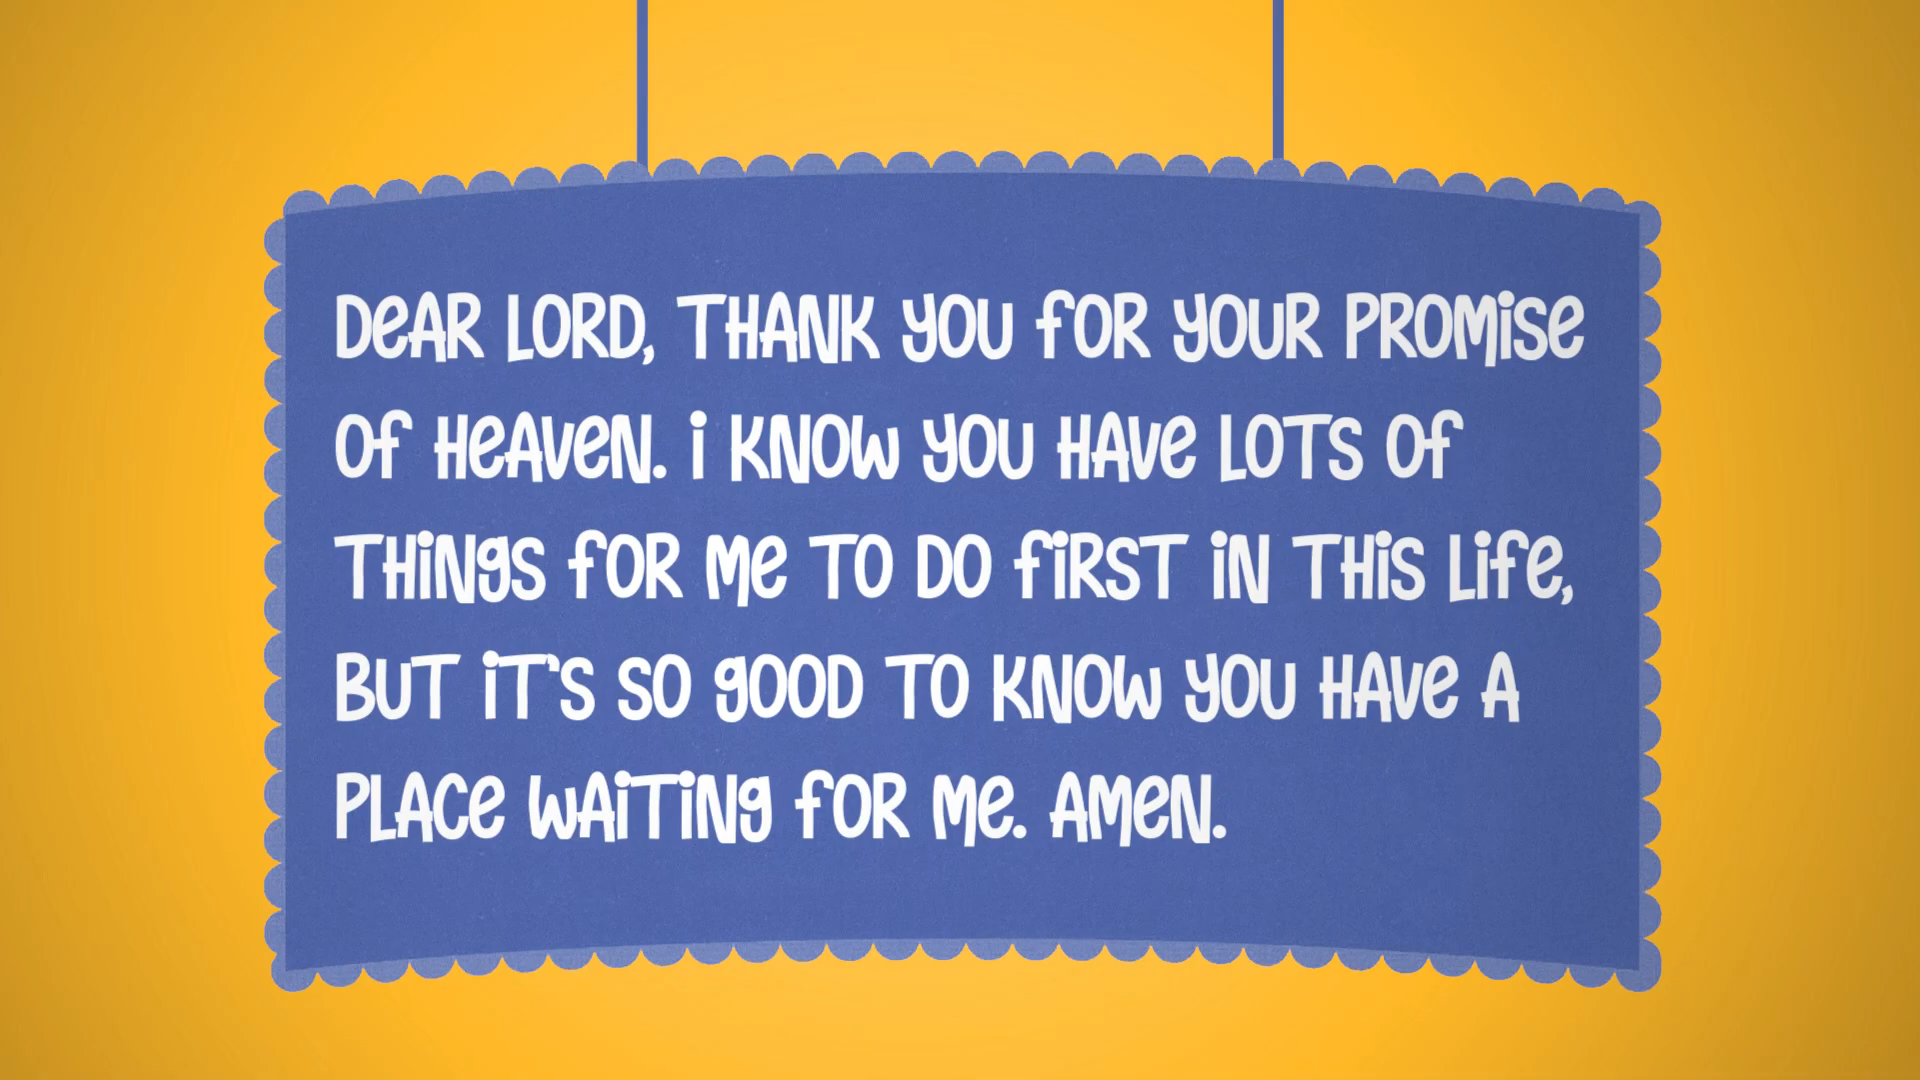 DeAR LORD, THANK YOU fOR YOUR PROMiSe
Of HeAVeN. i KNOW YOU HAVe LOTS Of
THiNgS fOR Me TO DO fiRST iN THiS Life,
BUT iT'S SO gOOD TO KNOW YOU HAVe A
PLACe WAiTiNg fOR Me. AMeN.